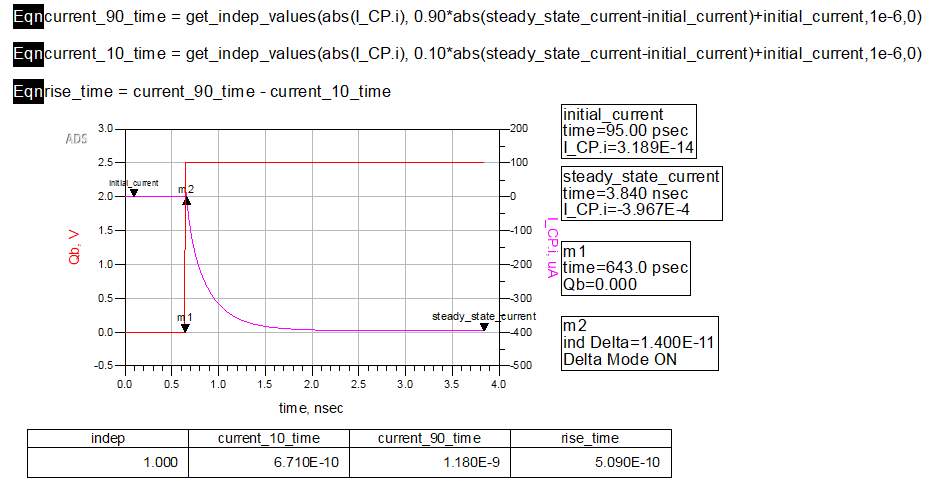 Eqn current_90_time = get_indep_values(abs(I_CP.i), 0.90*abs(steady_state_current-initial_current)+initial_current,1e-6,0)
Eqn current_10_time = get_indep_values(abs(I_CP.i), 0.10*abs(steady_state_current-initial_current)+initial_current,1e-6,0)
Eqn rise_time = current_90_time - current_10_time
ADS
3.0
2.5
2.0
1.5
1.0
0.5
0.0
-0.5
200
100
0
-100
-200
-300
-400
-500
0.0 0.5 1.0 1.5 2.0 2.5 3.0 3.5 4.0
time, nsec
Qb, V
I_CP.i, uA
initial_current
m2
m1
steady_state_current
initial_current
time=95.00 psec
I_CP.i=3.189E-14
steady_state_current
time=3.840 nsec
I_CP.i=-3.967E-4
m1
time=643.0 psec
Qb=0.000
m2
ind Delta=1.400E-11
Delta Mode ON
indep current_10_time current_90_time rise_time
1.000 6.710E-10 1.180E-9 5.090E-10